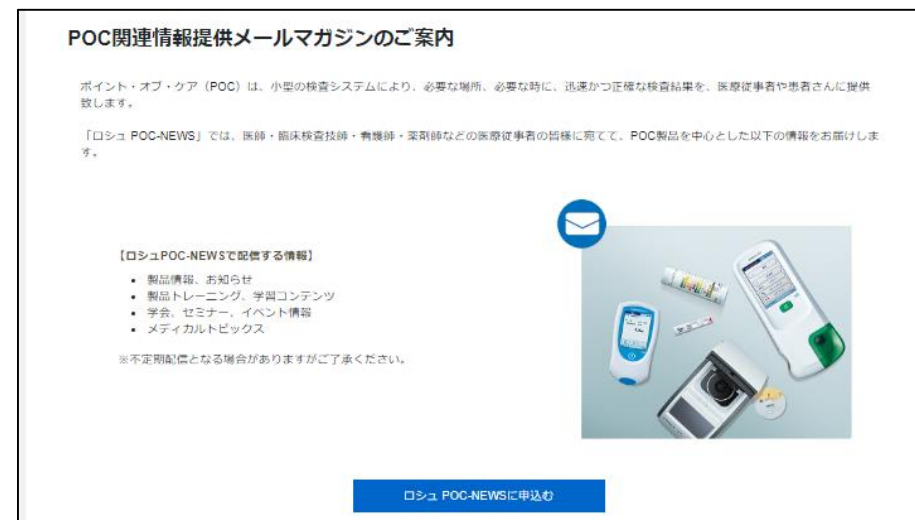 POC関連情報提供メールマガジンのご案内
ポイント・オブ・ケア（POC）は、小型の検査システムにより、必要な場所、必要な時に、迅速かつ正確な検査結果を、医療従事者や患者さんに提供
致します。
「ロシュ POC-NEWS」では、医師・臨床検査技師・看護師・薬剤師などの医療従事者の皆様に宛てて、POC製品を中心とした以下の情報をお届けしま
す。
【ロシュPOC-NEWSで配信する情報】
• 製品情報、お知らせ
• 製品トレーニング、学習コンテンツ
• 学会、セミナー、イベント情報
• メディカルトピックス
※不定期配信となる場合がありますがご了承ください。
ロシュ POC-NEWSに申込む